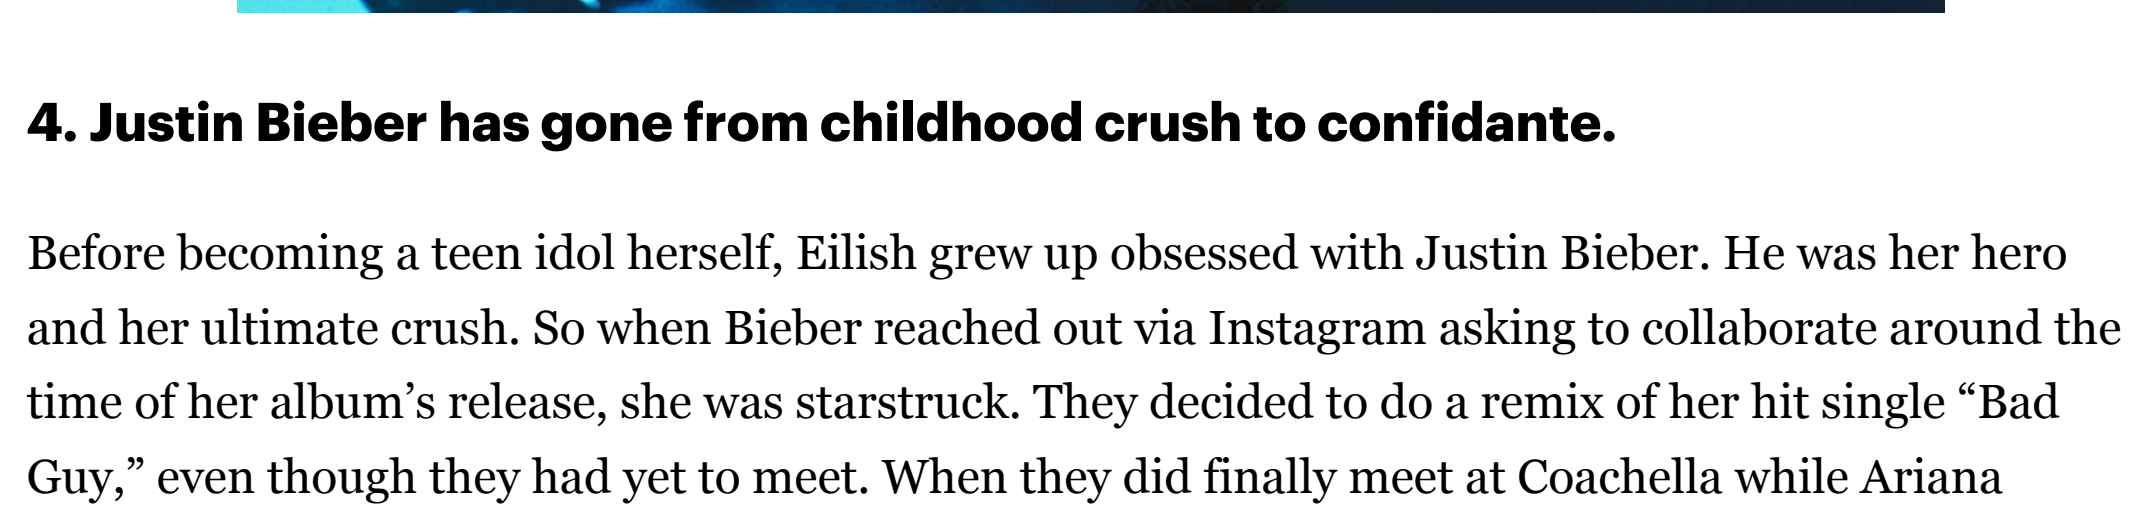 4. Justin Bieber has gone from childhood crush to confidante.
Before becoming a teen idol herself, Eilish grew up obsessed with Justin Bieber. He was her hero
and her ultimate crush. So when Bieber reached out via Instagram asking to collaborate around the
time of her album’s release, she was starstruck. They decided to do a remix of her hit single “Bad
Guy,” even though they had yet to meet. When they did finally meet at Coachella while Ariana